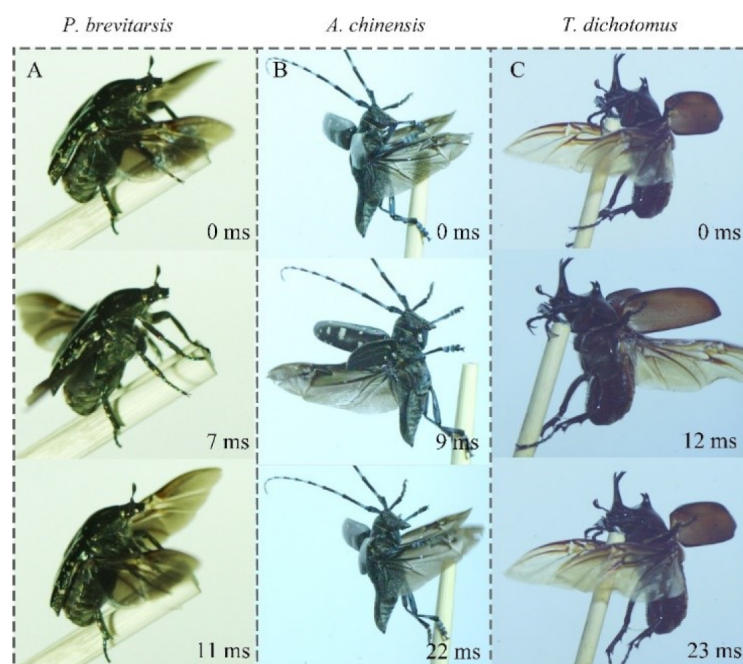 P. brevitarsis A. chinensis T. dichotomus
A B C
0 ms 0 ms 0 ms
7 ms 9 ms 12 ms
11 ms 22 ms 23 ms